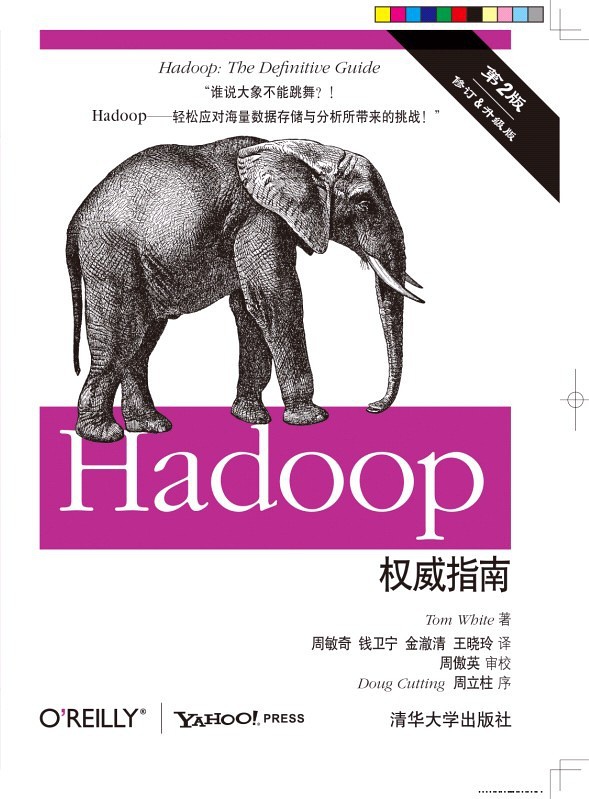 Hadoop: The Definitive Guide
“谁说大象不能跳舞？！
Hadoop——轻松应对海量数据存储与分析所带来的挑战！”
第2版
修订&升级版
Hadoop
权威指南
Tom White 著
周敏奇 钱卫宁 金澈清 王晓玲 译
周傲英 审校
Doug Cutting 周立柱 序
O'REILLY®
YAHOO!® PRESS
清华大学出版社